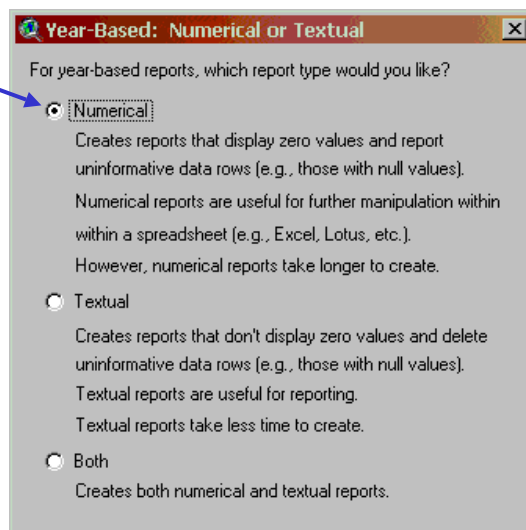 Year-Based: Numerical or Textual
For year-based reports, which report type would you like?
Numerical
Creates reports that display zero values and report
uninformative data rows (e.g., those with null values).
Numerical reports are useful for further manipulation within
within a spreadsheet (e.g., Excel, Lotus, etc.).
However, numerical reports take longer to create.
Textual
Creates reports that don't display zero values and delete
uninformative data rows (e.g., those with null values).
Textual reports are useful for reporting.
Textual reports take less time to create.
Both
Creates both numerical and textual reports.